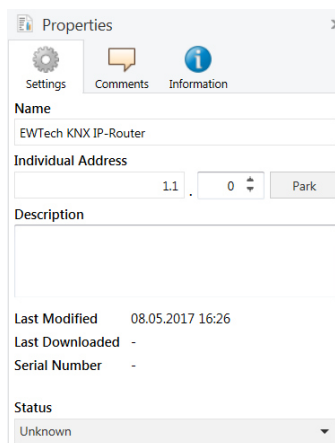 Properties
Settings Comments Information
Name
EWTech KNX IP-Router
Individual Address
1.1 . 0 Park
Description
Last Modified 08.05.2017 16:26
Last Downloaded -
Serial Number -
Status
Unknown